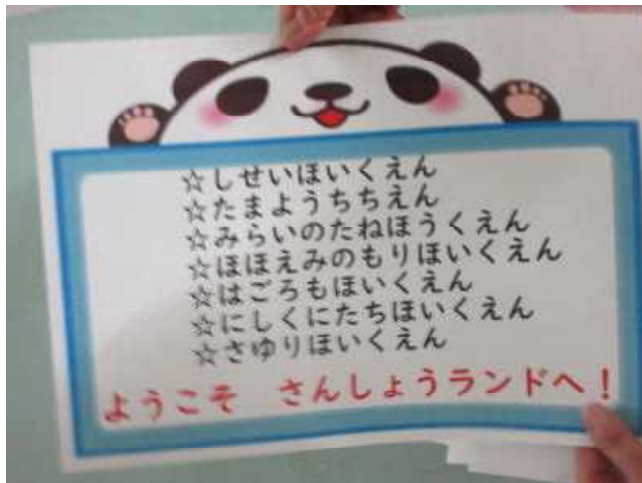 ☆しせいほいくえん
☆たまようちちえん
☆みらいのたねほうくえん
☆ほほえみのもりほいくえん
☆はごろもほいくえん
☆にしくにたちほいくえん
☆さゆりほいくえん
ようこそ　さんしょうランドへ！